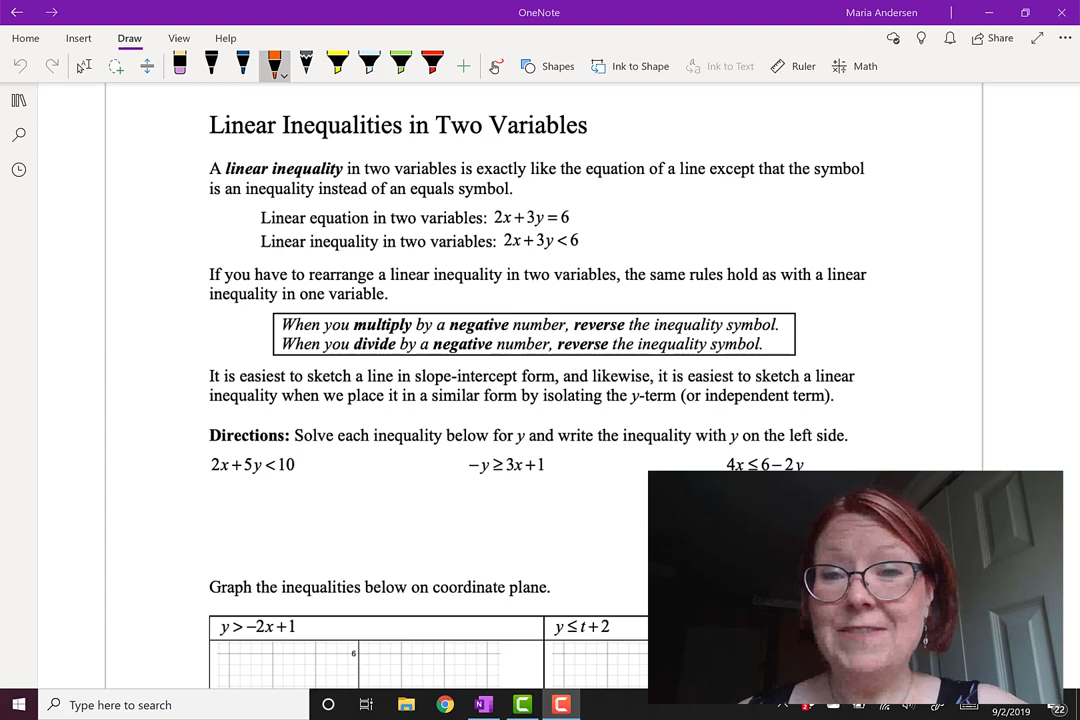 OneNote
Maria Andersen
Home Insert Draw View Help
Share
Shapes Ink to Shape Ink to Text Ruler Math
Linear Inequalities in Two Variables
A linear inequality in two variables is exactly like the equation of a line except that the symbol
is an inequality instead of an equals symbol.
Linear equation in two variables: 2x+3y=6
Linear inequality in two variables: 2x+3y<6
If you have to rearrange a linear inequality in two variables, the same rules hold as with a linear
inequality in one variable.
When you multiply by a negative number, reverse the inequality symbol.
When you divide by a negative number, reverse the inequality symbol.
It is easiest to sketch a line in slope-intercept form, and likewise, it is easiest to sketch a linear
inequality when we place it in a similar form by isolating the y-term (or independent term).
Directions: Solve each inequality below for y and write the inequality with y on the left side.
2x+5y<10 −y≥3x+1 4x≤6−2y
Graph the inequalities below on coordinate plane.
y>−2x+1 y≤t+2
6
Type here to search
9/2/2019
22